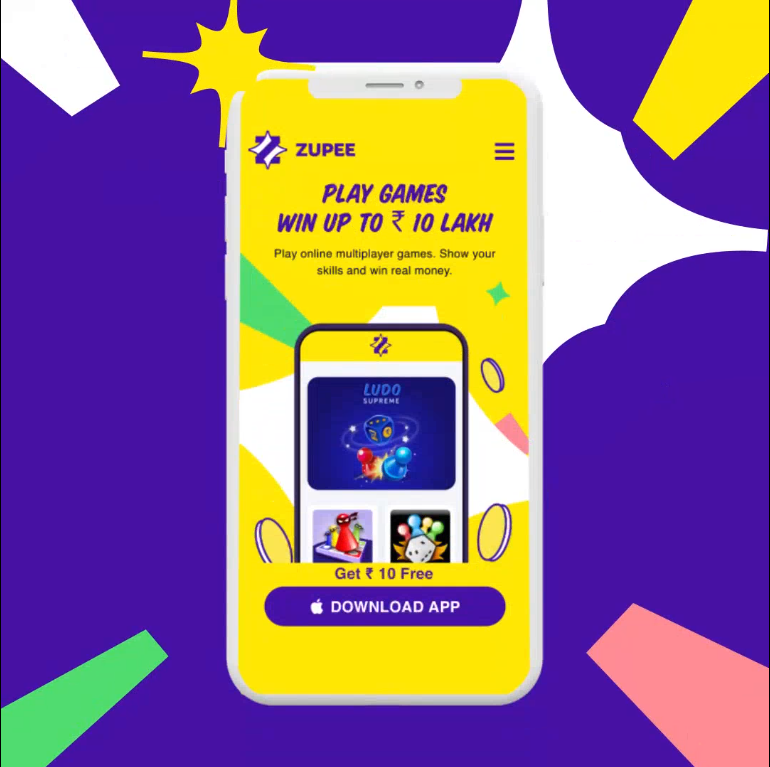 ZUPEE
PLAY GAMES
WIN UP TO ₹ 10 LAKH
Play online multiplayer games. Show your
skills and win real money.
LUDO
SUPREME
Get ₹ 10 Free
DOWNLOAD APP